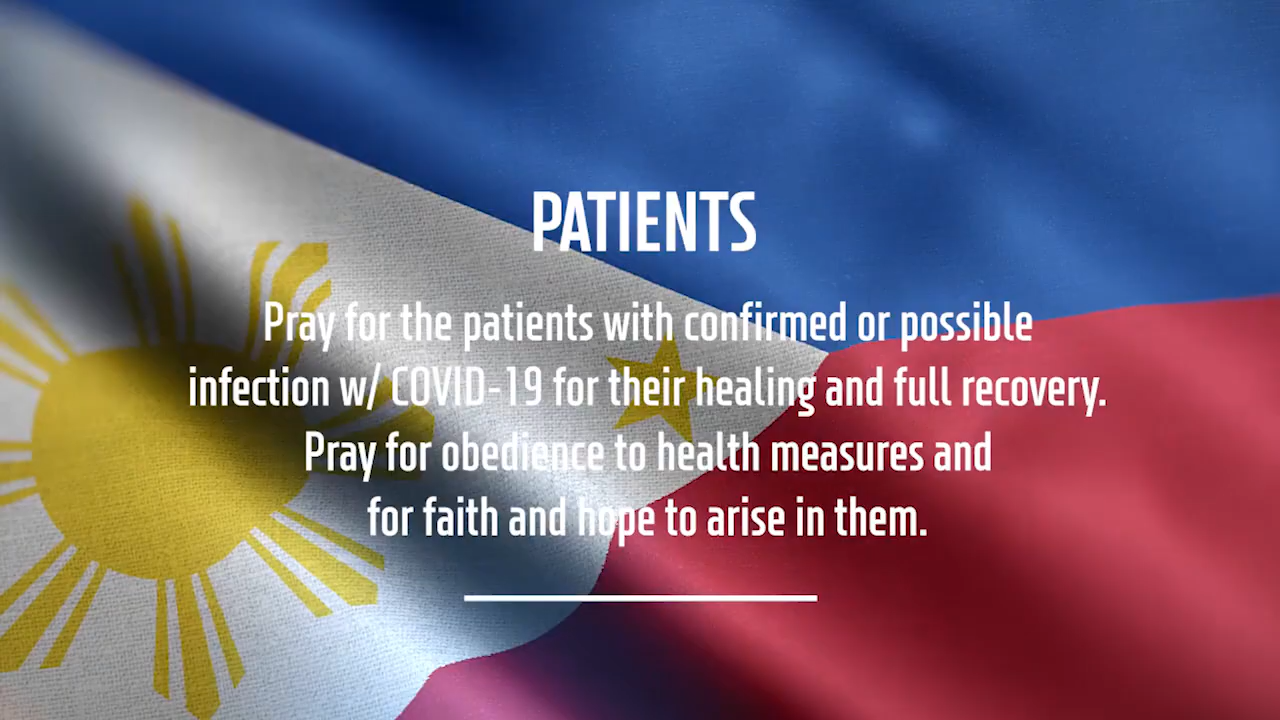 PATIENTS
Pray for the patients with confirmed or possible
infection w/ COVID-19 for their healing and full recovery.
Pray for obedience to health measures and
for faith and hope to arise in them.